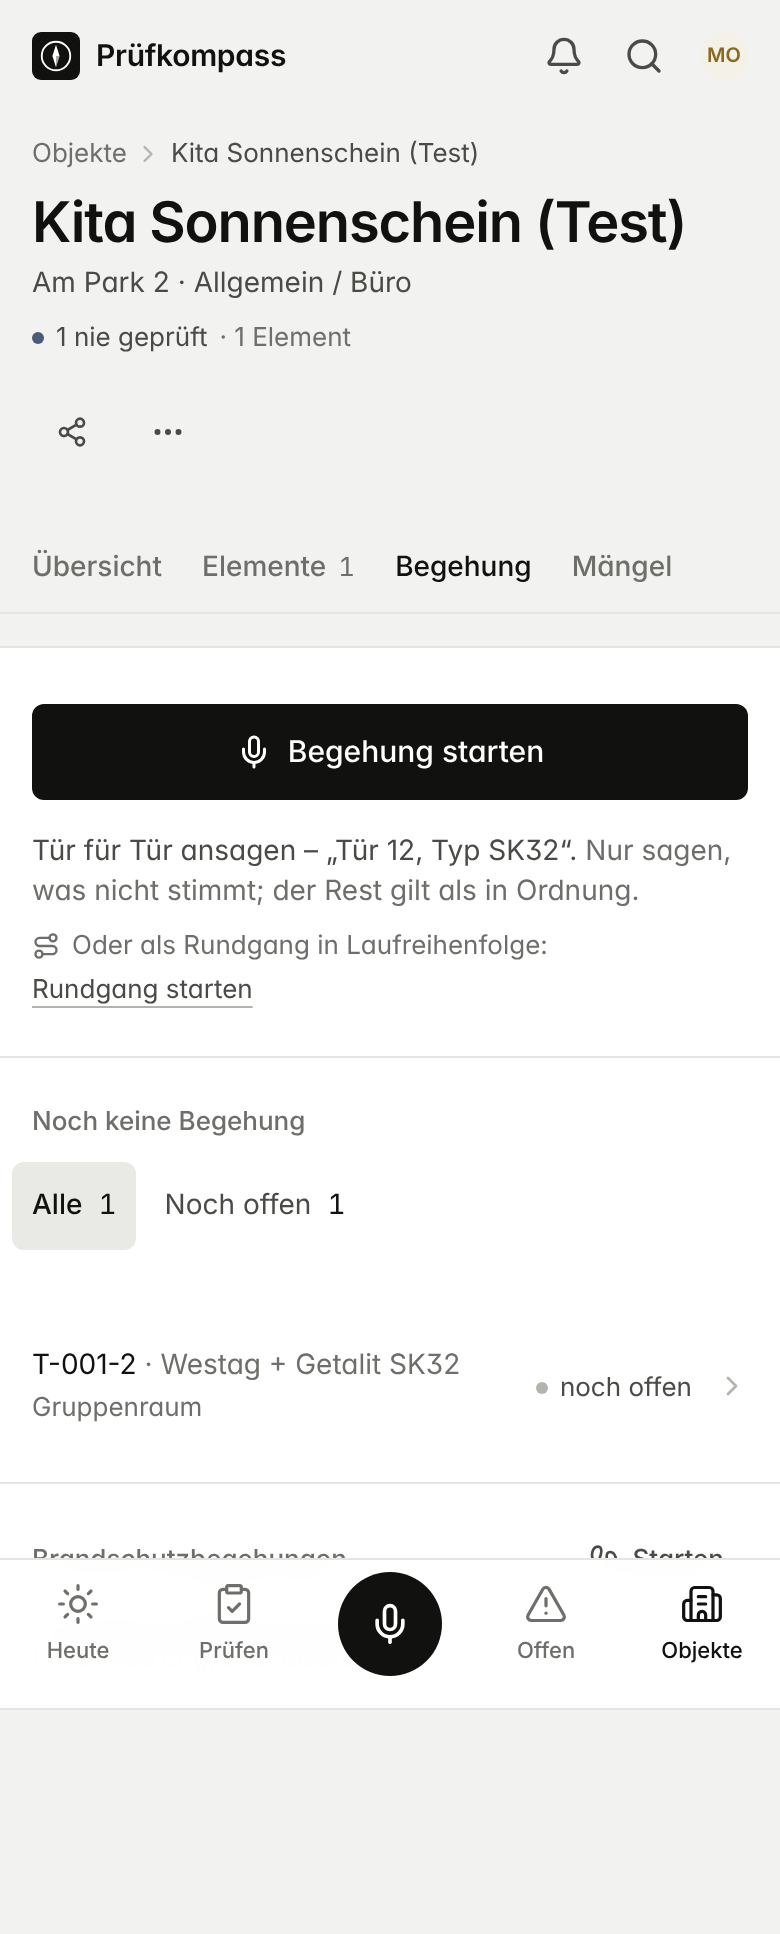 Prüfkompass
MO
Objekte
Kita Sonnenschein (Test)
Kita Sonnenschein (Test)
Am Park 2 · Allgemein / Büro
1 nie geprüft · 1 Element
Übersicht
Elemente 1
Begehung
Mängel
Begehung starten
Tür für Tür ansagen – „Tür 12, Typ SK32“. Nur sagen,
was nicht stimmt; der Rest gilt als in Ordnung.
Oder als Rundgang in Laufreihenfolge:
Rundgang starten
Noch keine Begehung
Alle 1
Noch offen 1
T-001-2 · Westag + Getalit SK32
Gruppenraum
noch offen
Brandschutzbegehungen
Starten
Heute
Prüfen
Offen
Objekte